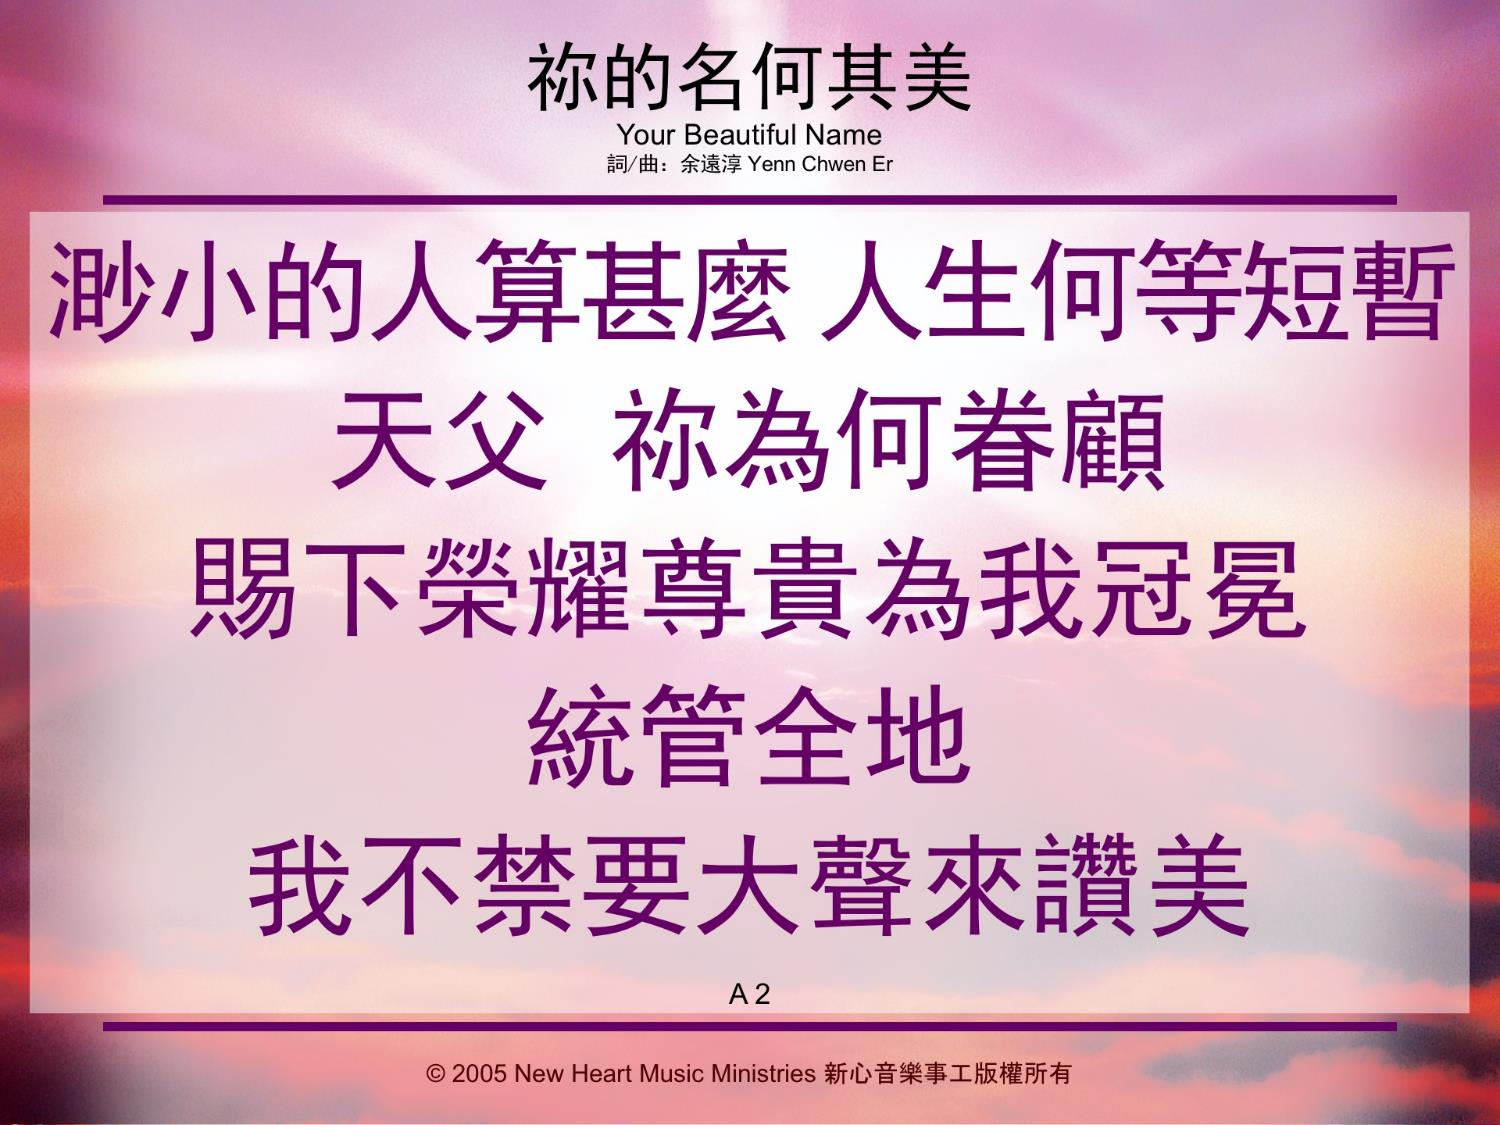 祢的名何其美
Your Beautiful Name
詞/曲：余遠淳 Yenn Chwen Er
渺小的人算甚麼 人生何等短暫
天父 祢為何眷顧
賜下榮耀尊貴為我冠冕
統管全地
我不禁要大聲來讚美
A 2
© 2005 New Heart Music Ministries 新心音樂事工版權所有